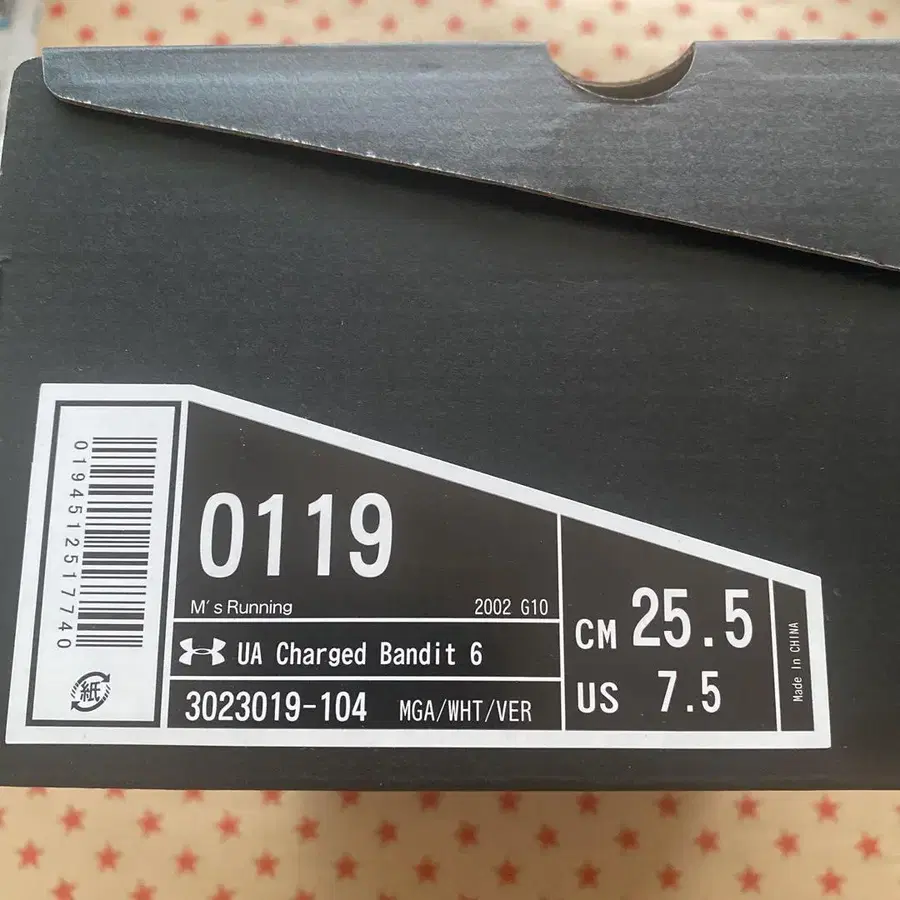 0194512517740
紙
0119
M's Running
2002 G10
UA Charged Bandit 6
3023019-104
MGA/WHT/VER
CM 25.5
US 7.5
Made In CHINA